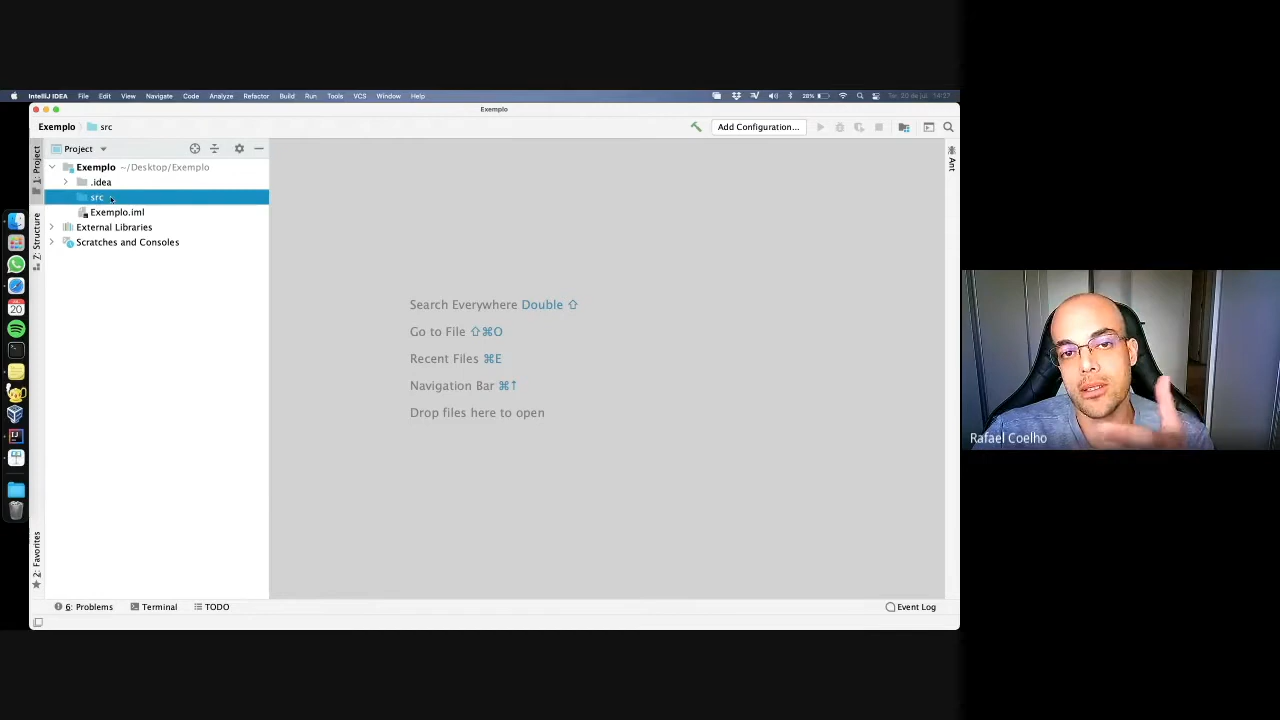 IntelliJ IDEA File Edit View Navigate Code Analyze Refactor Build Run Tools VCS Window Help 28%
Exemplo
Exemplo src
Add Configuration...
1: Project
Project
Exemplo ~/Desktop/Exemplo
.idea
src
Exemplo.iml
External Libraries
Scratches and Consoles
Z: Structure
2: Favorites
Ant
20
Search Everywhere Double ⇧
Go to File ⇧⌘O
Recent Files ⌘E
Navigation Bar ⌘↑
Drop files here to open
Rafael Coelho
6: Problems Terminal TODO Event Log